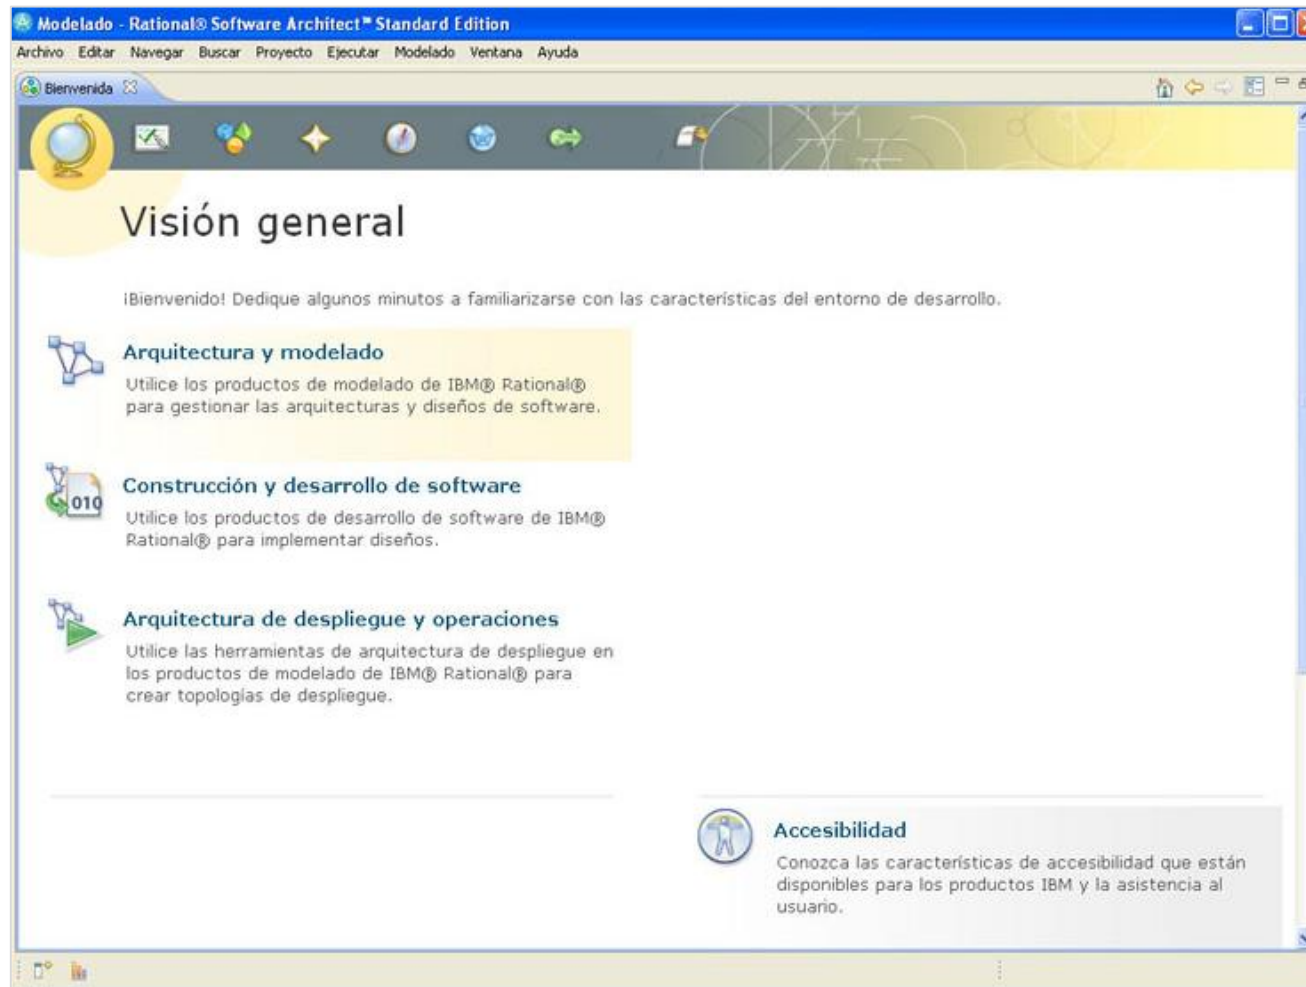 Modelado - Rational® Software Architect™ Standard Edition
Archivo Editar Navegar Buscar Proyecto Ejecutar Modelado Ventana Ayuda
Bienvenida
Visión general
¡Bienvenido! Dedique algunos minutos a familiarizarse con las características del entorno de desarrollo.
Arquitectura y modelado
Utilice los productos de modelado de IBM® Rational®
para gestionar las arquitecturas y diseños de software.
010
Construcción y desarrollo de software
Utilice los productos de desarrollo de software de IBM®
Rational® para implementar diseños.
Arquitectura de despliegue y operaciones
Utilice las herramientas de arquitectura de despliegue en
los productos de modelado de IBM® Rational® para
crear topologías de despliegue.
Accesibilidad
Conozca las características de accesibilidad que están
disponibles para los productos IBM y la asistencia al
usuario.